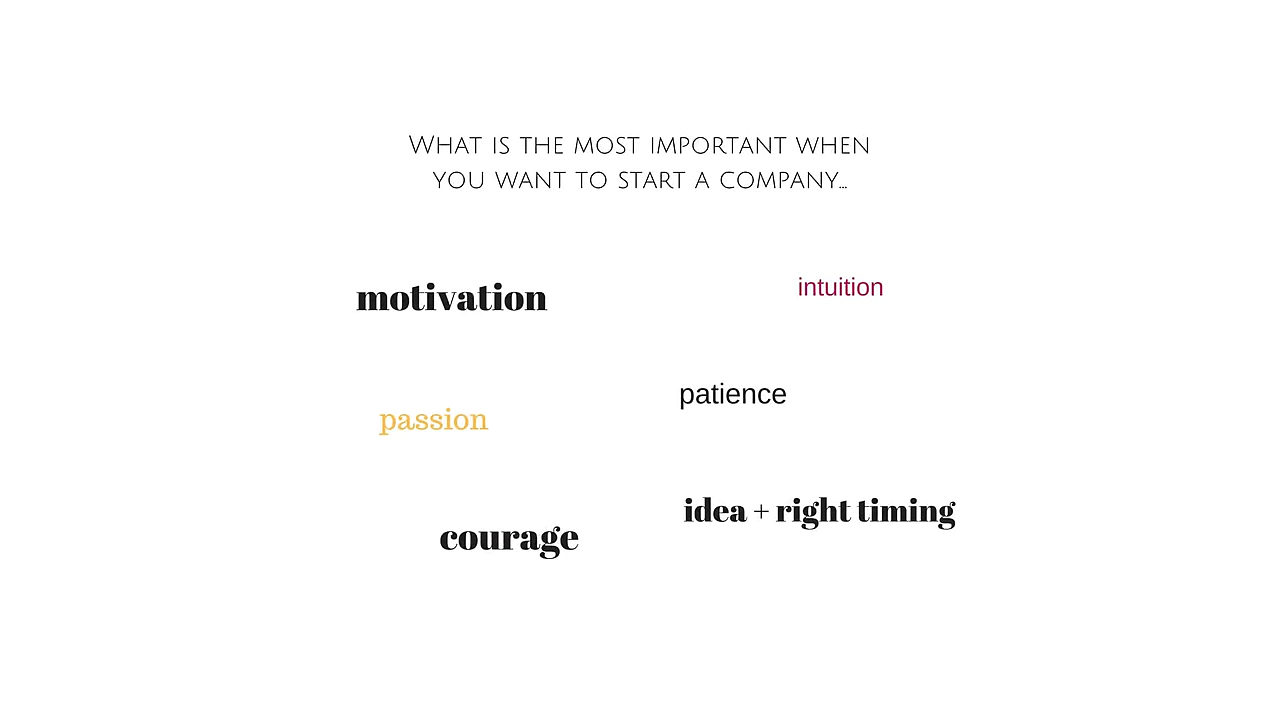 What is the most important when
you want to start a company...
motivation
intuition
patience
passion
idea + right timing
courage